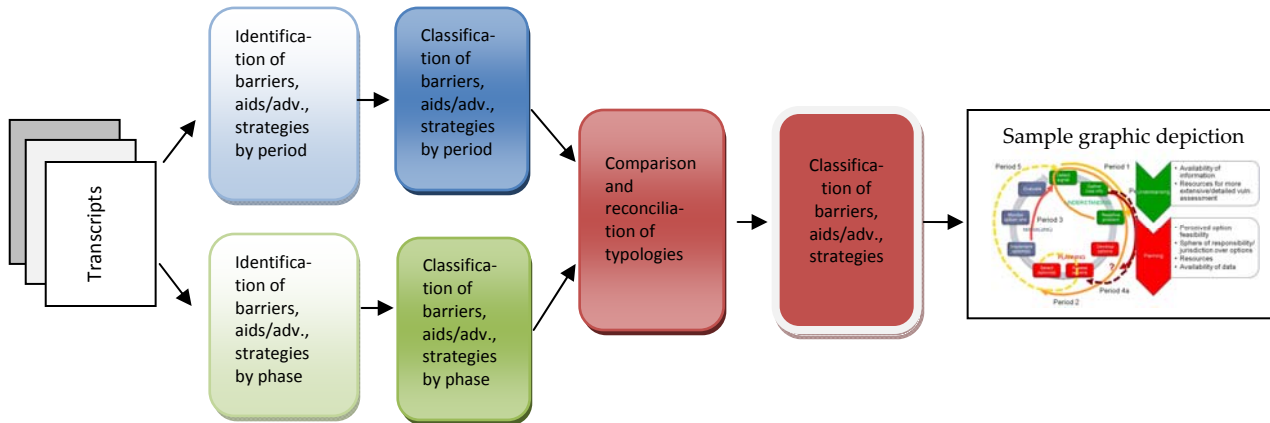 Transcripts
Identifica-
tion of
barriers,
aids/adv.,
strategies
by period
Classifica-
tion of
barriers,
aids/adv.,
strategies
by period
Identifica-
tion of
barriers,
aids/adv.,
strategies
by phase
Classifica-
tion of
barriers,
aids/adv.,
strategies
by phase
Comparison
and
reconcilia-
tion of
typologies
Classifica-
tion of
barriers,
aids/adv.,
strategies
Sample graphic depiction
Period 5
Period 1
Period 3
Period 2
Period 4a
?
Evaluate
Planning
• Availability of
information
• Resources for more
extensive/detailed vuln.
assessment
• Perceived option
feasibility
• Sphere of responsibility/
jurisdiction over options
• Resources
• Availability of data